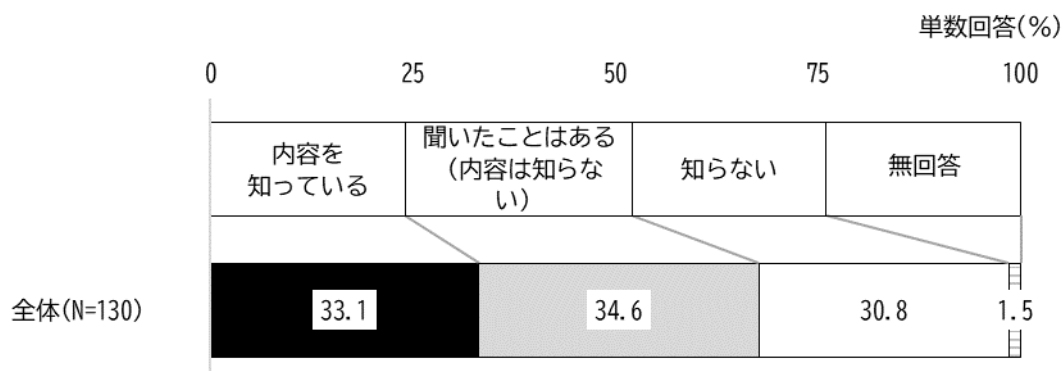 単数回答(%)
0 25 50 75 100
内容を
知っている
聞いたことはある
(内容は知らな
い)
知らない
無回答
全体(N=130)
33.1 34.6 30.8 1.5